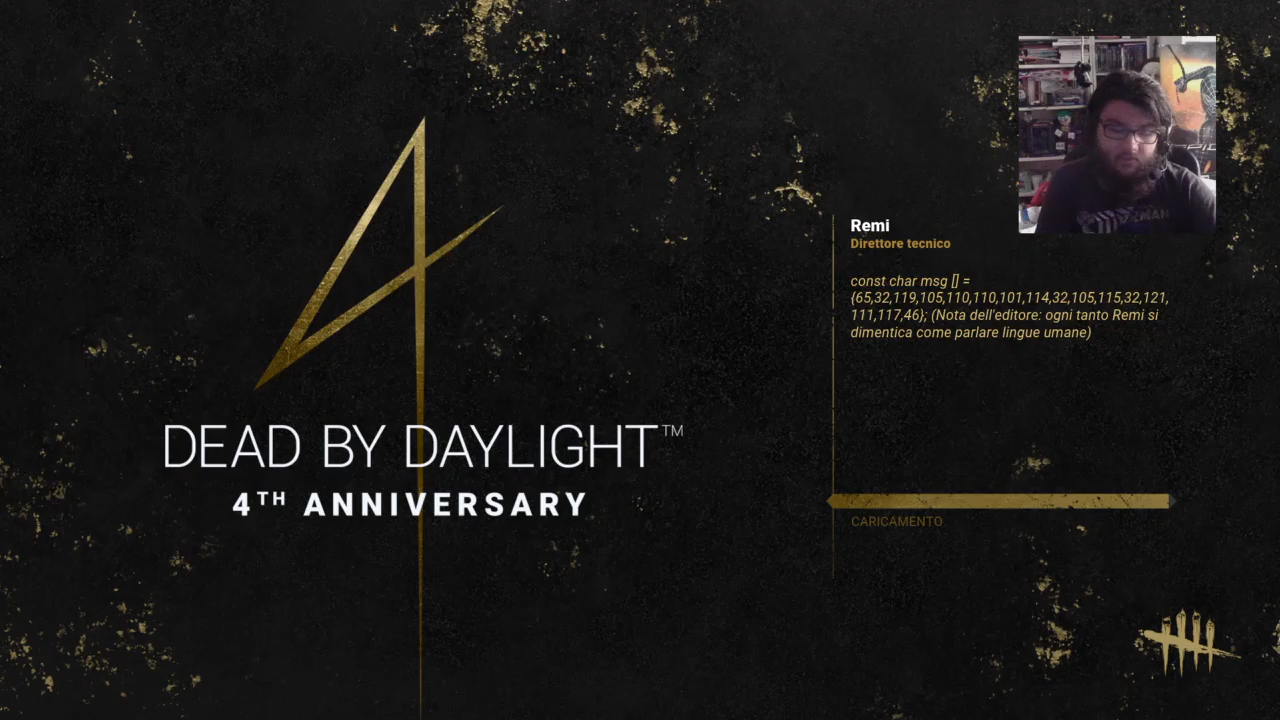 Remi
Direttore tecnico
const char msg [] =
{65,32,119,105,110,110,101,114,32,105,115,32,121,
111,117,46}; (Nota dell'editore: ogni tanto Remi si
dimentica come parlare lingue umane)
DEAD BY DAYLIGHT™
4TH ANNIVERSARY
CARICAMENTO